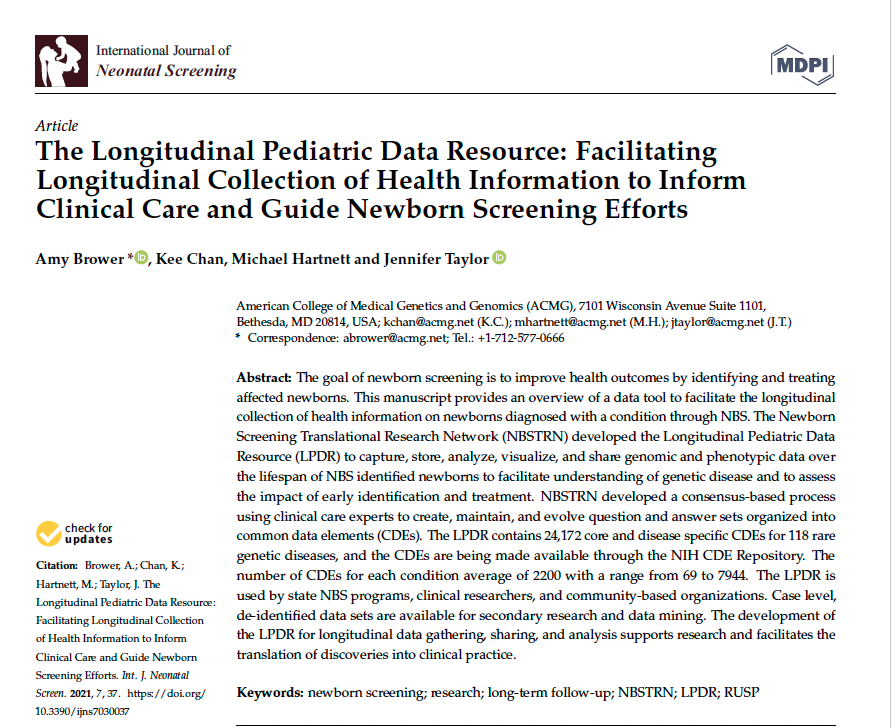 International Journal of
Neonatal Screening
MDPI
Article
The Longitudinal Pediatric Data Resource: Facilitating
Longitudinal Collection of Health Information to Inform
Clinical Care and Guide Newborn Screening Efforts
Amy Brower * iD, Kee Chan, Michael Hartnett and Jennifer Taylor iD
American College of Medical Genetics and Genomics (ACMG), 7101 Wisconsin Avenue Suite 1101,
Bethesda, MD 20814, USA; kchan@acmg.net (K.C.); mhartnett@acmg.net (M.H.); jtaylor@acmg.net (J.T.)
* Correspondence: abrower@acmg.net; Tel.: +1-712-577-0666
Abstract: The goal of newborn screening is to improve health outcomes by identifying and treating
affected newborns. This manuscript provides an overview of a data tool to facilitate the longitudinal
collection of health information on newborns diagnosed with a condition through NBS. The Newborn
Screening Translational Research Network (NBSTRN) developed the Longitudinal Pediatric Data
Resource (LPDR) to capture, store, analyze, visualize, and share genomic and phenotypic data over
the lifespan of NBS identified newborns to facilitate understanding of genetic disease and to assess
the impact of early identification and treatment. NBSTRN developed a consensus-based process
using clinical care experts to create, maintain, and evolve question and answer sets organized into
common data elements (CDEs). The LPDR contains 24,172 core and disease specific CDEs for 118 rare
genetic diseases, and the CDEs are being made available through the NIH CDE Repository. The
number of CDEs for each condition average of 2200 with a range from 69 to 7944. The LPDR is
used by state NBS programs, clinical researchers, and community-based organizations. Case level,
de-identified data sets are available for secondary research and data mining. The development of
the LPDR for longitudinal data gathering, sharing, and analysis supports research and facilitates the
translation of discoveries into clinical practice.
Keywords: newborn screening; research; long-term follow-up; NBSTRN; LPDR; RUSP
check for
updates
Citation: Brower, A.; Chan, K.;
Hartnett, M.; Taylor, J. The
Longitudinal Pediatric Data Resource:
Facilitating Longitudinal Collection
of Health Information to Inform
Clinical Care and Guide Newborn
Screening Efforts. Int. J. Neonatal
Screen. 2021, 7, 37. https://doi.org/
10.3390/ijns7030037